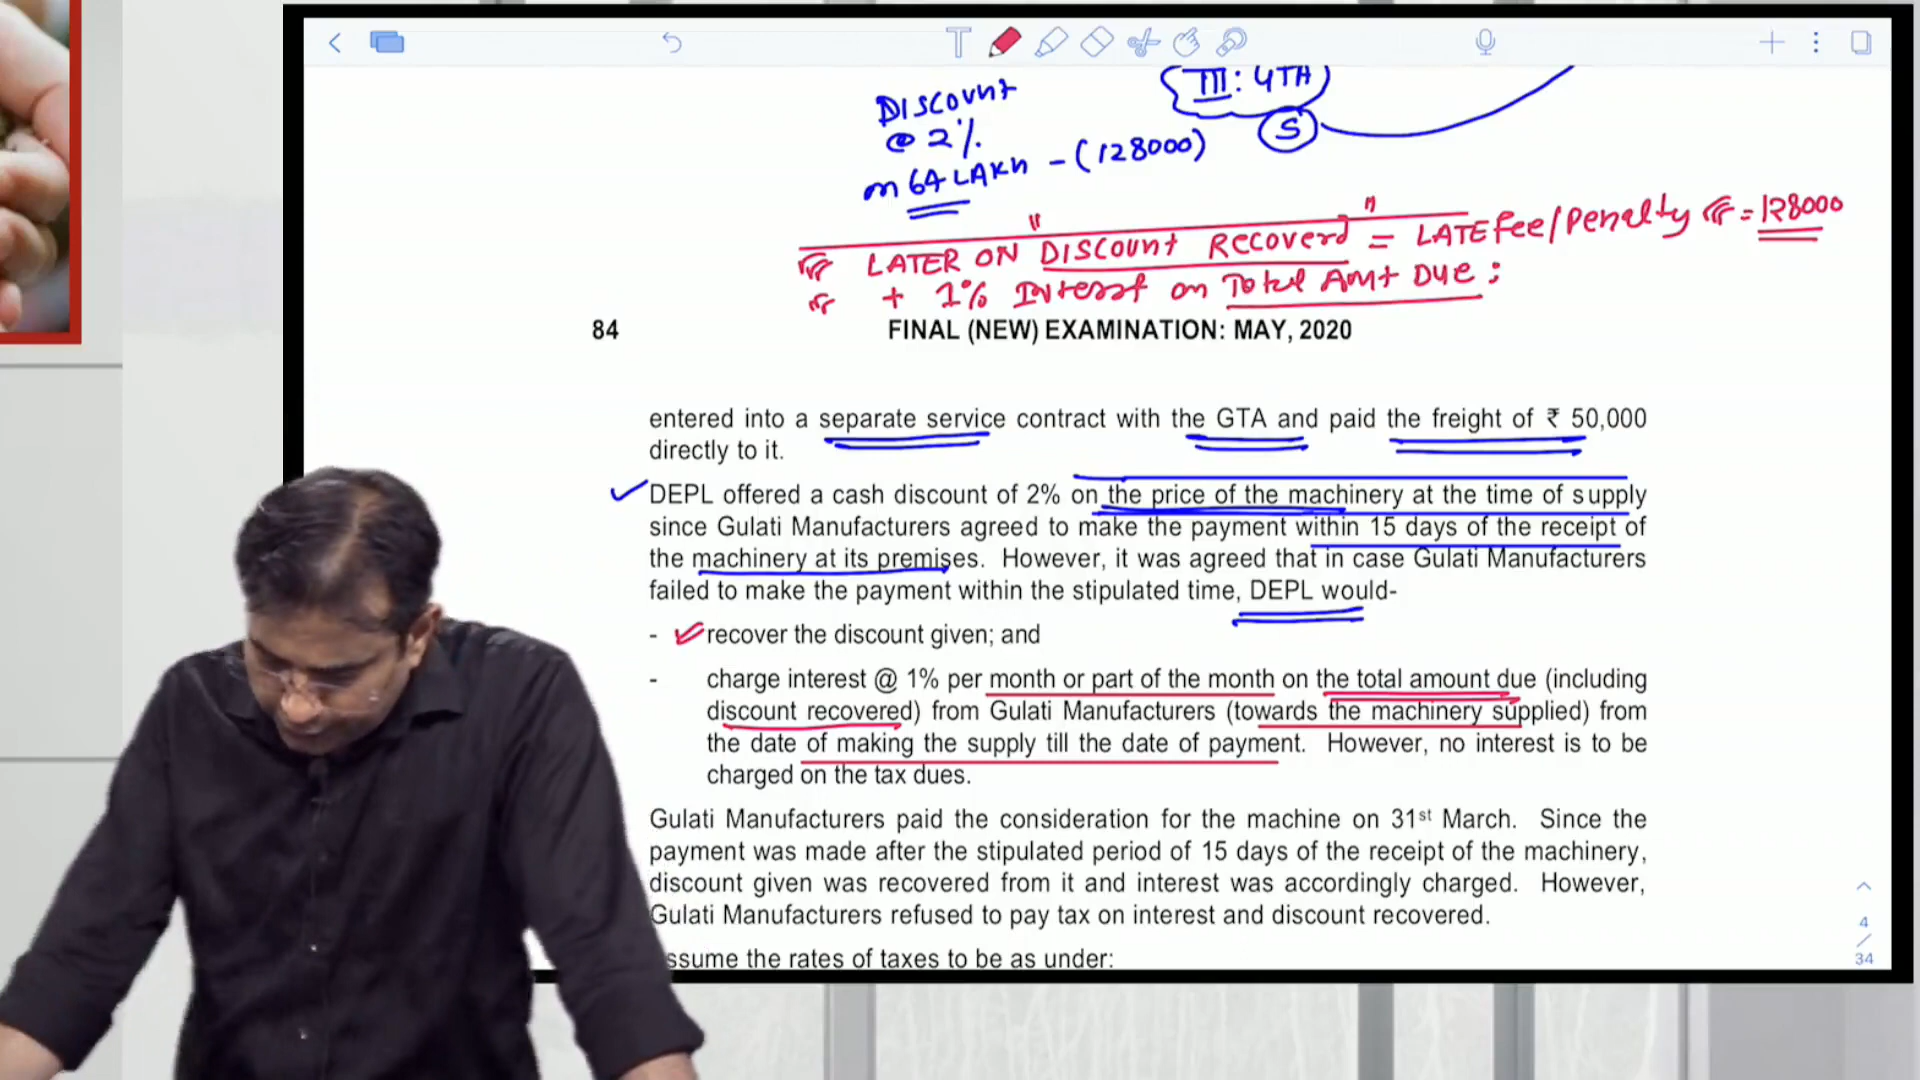 III: GTA
DISCOUNT
@ 2%
S
on 64 LAKH - (128000)
LATER ON "DISCOUNT RECOVERED" = LATE Fee/Penalty = 128000
+ 1% Interest on Total Amt Due :
84 FINAL (NEW) EXAMINATION: MAY, 2020
entered into a separate service contract with the GTA and paid the freight of ₹ 50,000
directly to it.
DEPL offered a cash discount of 2% on the price of the machinery at the time of supply
since Gulati Manufacturers agreed to make the payment within 15 days of the receipt of
the machinery at its premises. However, it was agreed that in case Gulati Manufacturers
failed to make the payment within the stipulated time, DEPL would-
- recover the discount given; and
- charge interest @ 1% per month or part of the month on the total amount due (including
discount recovered) from Gulati Manufacturers (towards the machinery supplied) from
the date of making the supply till the date of payment. However, no interest is to be
charged on the tax dues.
Gulati Manufacturers paid the consideration for the machine on 31st March. Since the
payment was made after the stipulated period of 15 days of the receipt of the machinery,
discount given was recovered from it and interest was accordingly charged. However,
Gulati Manufacturers refused to pay tax on interest and discount recovered.
ssume the rates of taxes to be as under:
4
/
34